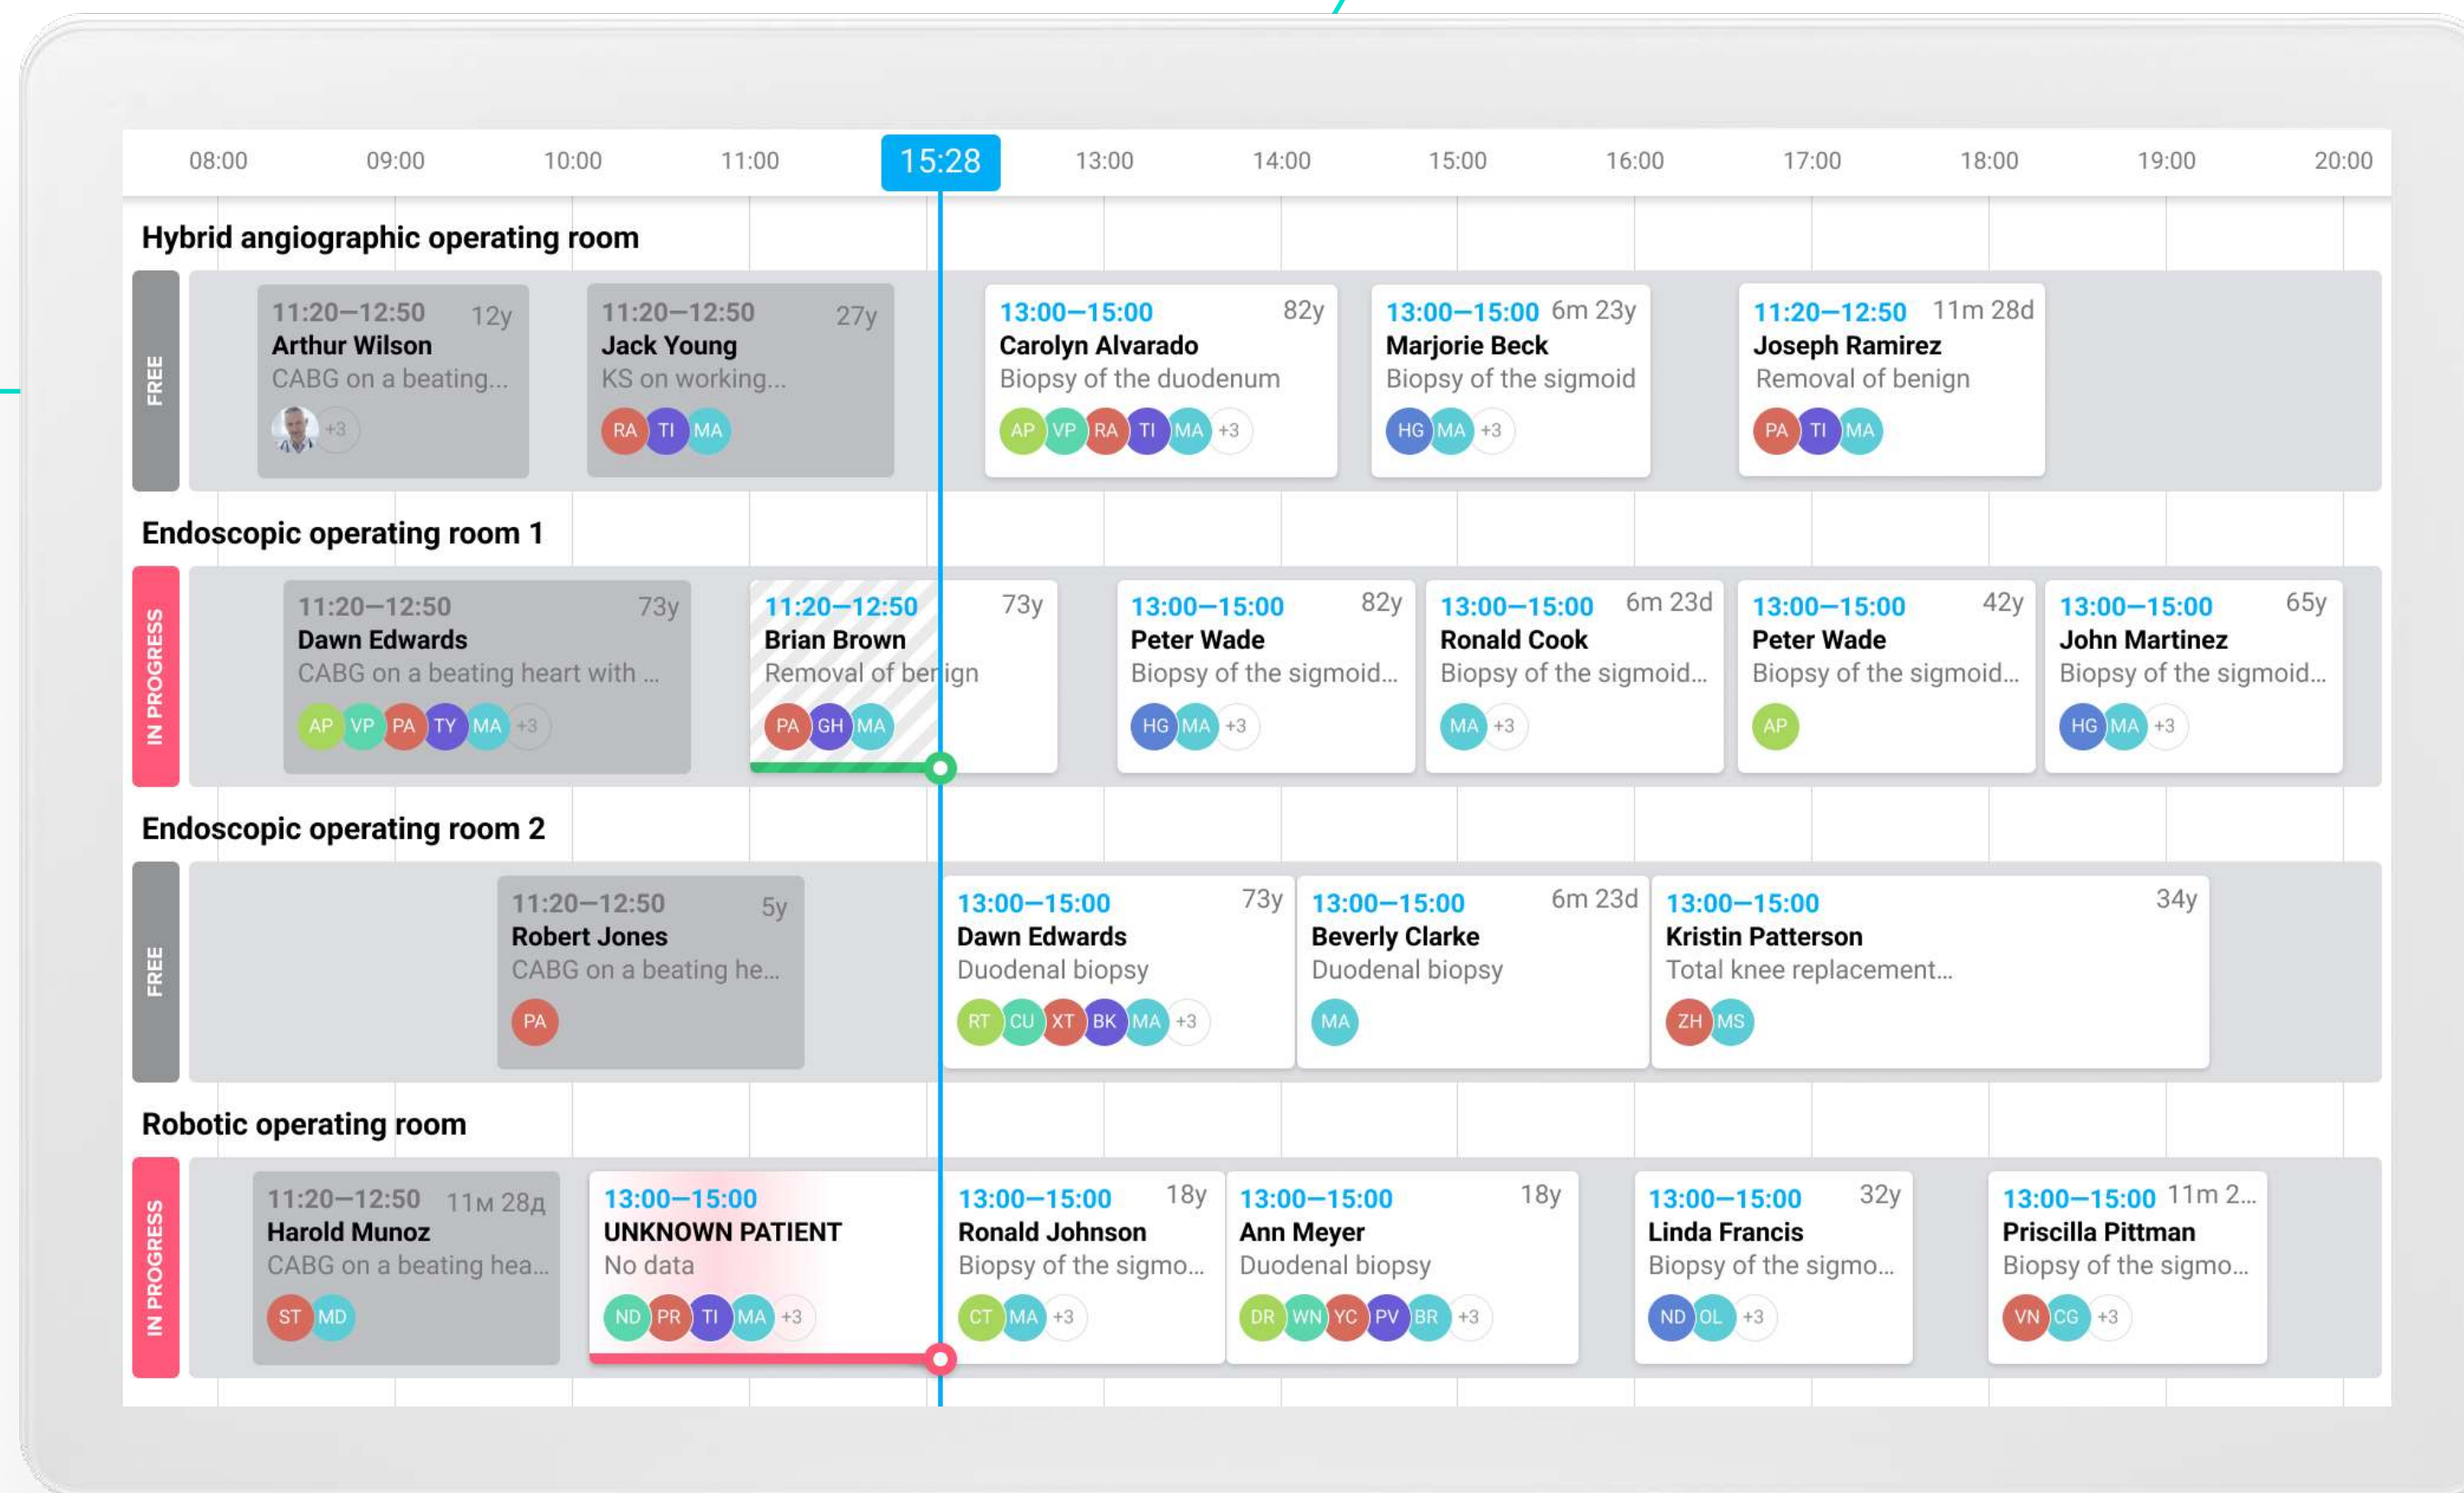 08:00 09:00 10:00 11:00 15:28 13:00 14:00 15:00 16:00 17:00 18:00 19:00 20:00
Hybrid angiographic operating room
FREE
11:20—12:50 12y
Arthur Wilson
CABG on a beating...
+3
11:20—12:50 27y
Jack Young
KS on working...
RA TI MA
13:00—15:00 82y
Carolyn Alvarado
Biopsy of the duodenum
AP VP RA TI MA +3
13:00—15:00 6m 23y
Marjorie Beck
Biopsy of the sigmoid
HG MA +3
11:20—12:50 11m 28d
Joseph Ramirez
Removal of benign
PA TI MA
Endoscopic operating room 1
IN PROGRESS
11:20—12:50 73y
Dawn Edwards
CABG on a beating heart with ...
AP VP PA TY MA +3
11:20—12:50 73y
Brian Brown
Removal of benign
PA GH MA
13:00—15:00 82y
Peter Wade
Biopsy of the sigmoid...
HG MA +3
13:00—15:00 6m 23d
Ronald Cook
Biopsy of the sigmoid...
MA +3
13:00—15:00 42y
Peter Wade
Biopsy of the sigmoid...
AP
13:00—15:00 65y
John Martinez
Biopsy of the sigmoid...
HG MA +3
Endoscopic operating room 2
FREE
11:20—12:50 5y
Robert Jones
CABG on a beating he...
PA
13:00—15:00 73y
Dawn Edwards
Duodenal biopsy
RT CU XT BK MA +3
13:00—15:00 6m 23d
Beverly Clarke
Duodenal biopsy
MA
13:00—15:00 34y
Kristin Patterson
Total knee replacement...
ZH MS
Robotic operating room
IN PROGRESS
11:20—12:50 11м 28д
Harold Munoz
CABG on a beating hea...
ST MD
13:00—15:00
UNKNOWN PATIENT
No data
ND PR TI MA +3
13:00—15:00 18y
Ronald Johnson
Biopsy of the sigmo...
CT MA +3
13:00—15:00 18y
Ann Meyer
Duodenal biopsy
DR WN YC PV BR +3
13:00—15:00 32y
Linda Francis
Biopsy of the sigmo...
ND OL +3
13:00—15:00 11m 2...
Priscilla Pittman
Biopsy of the sigmo...
VN CG +3